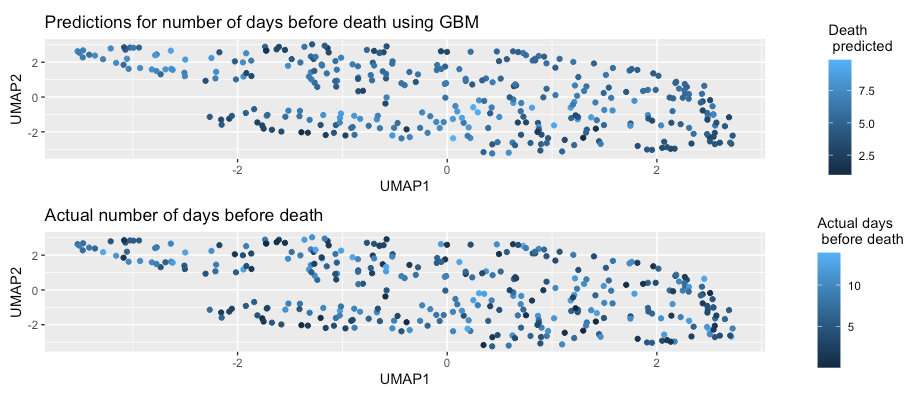 Predictions for number of days before death using GBM
UMAP2
2
0
-2
-2
0
2
UMAP1
Death
predicted
7.5
5.0
2.5
Actual number of days before death
UMAP2
2
0
-2
-2
0
2
UMAP1
Actual days
before death
10
5